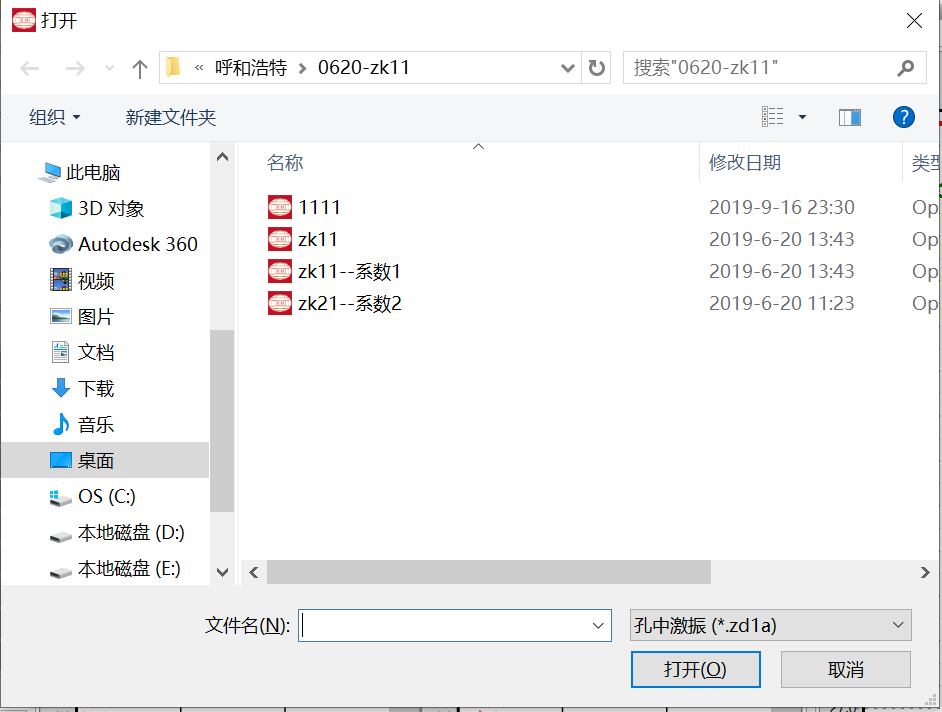 打开
« 呼和浩特 > 0620-zk11
搜索"0620-zk11"
组织
新建文件夹
?
此电脑
3D 对象
Autodesk 360
视频
图片
文档
下载
音乐
桌面
OS (C:)
本地磁盘 (D:)
本地磁盘 (E:)
名称 修改日期 类型
1111 2019-9-16 23:30 Op
zk11 2019-6-20 13:43 Op
zk11--系数1 2019-6-20 13:43 Op
zk21--系数2 2019-6-20 11:23 Op
文件名(N):
孔中激振 (*.zd1a)
打开(O)
取消